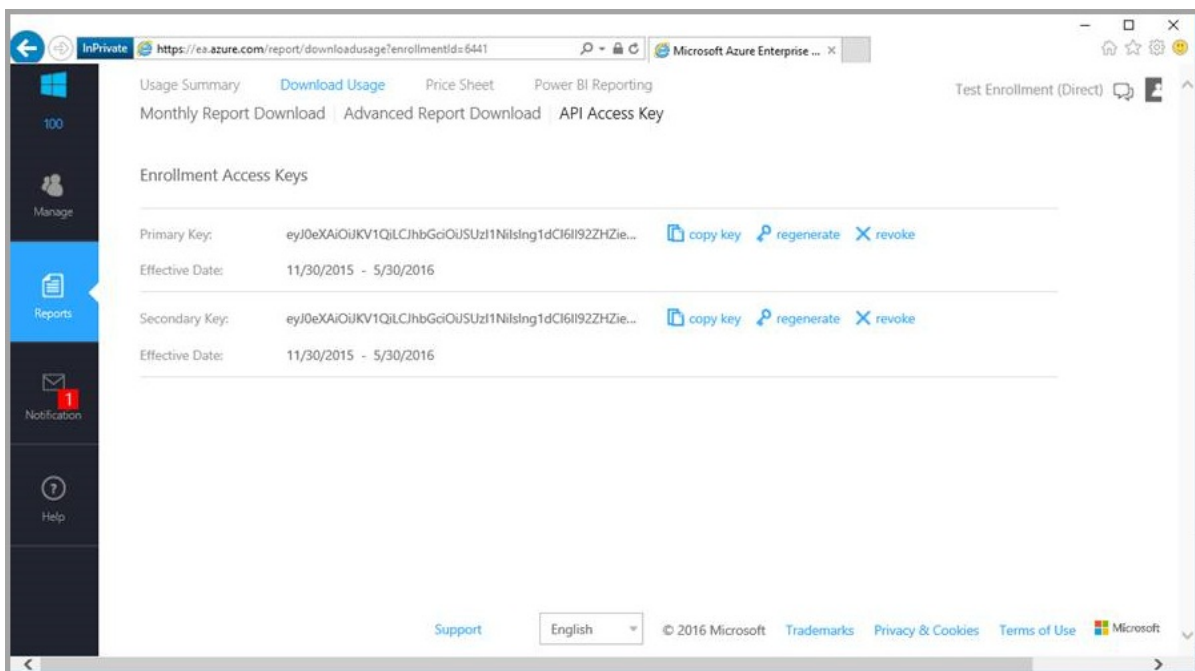 InPrivate https://ea.azure.com/report/downloadusage?enrollmentId=6441 Microsoft Azure Enterprise ...
Usage Summary Download Usage Price Sheet Power BI Reporting Test Enrollment (Direct)
100
Monthly Report Download Advanced Report Download API Access Key
Enrollment Access Keys
Manage
Primary Key: eyJ0eXAiOiJKV1QiLCJhbGciOiJSUzI1NiIsIng1dCI6Il92ZHZie... copy key regenerate revoke
Effective Date: 11/30/2015 - 5/30/2016
Reports
Secondary Key: eyJ0eXAiOiJKV1QiLCJhbGciOiJSUzI1NiIsIng1dCI6Il92ZHZie... copy key regenerate revoke
Effective Date: 11/30/2015 - 5/30/2016
1
Notification
Help
Support English © 2016 Microsoft Trademarks Privacy & Cookies Terms of Use Microsoft